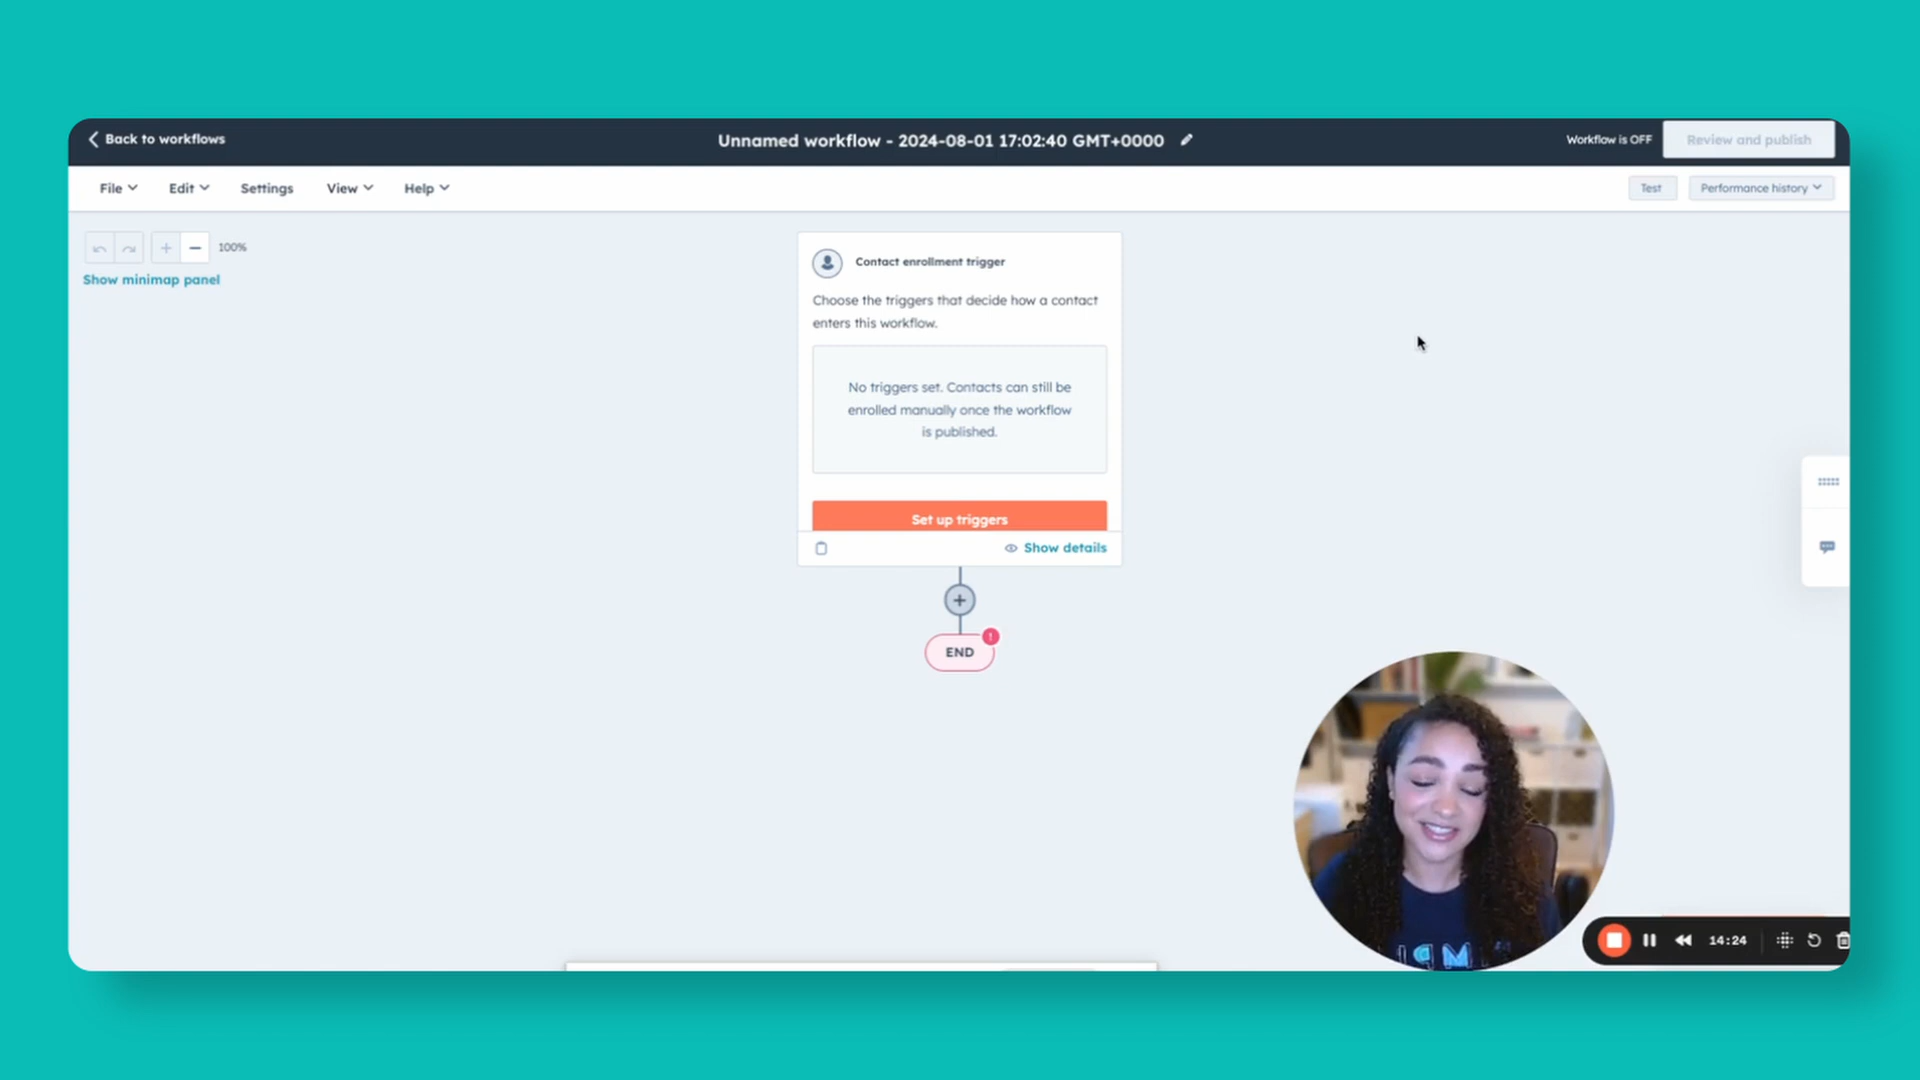 Back to workflows
Unnamed workflow - 2024-08-01 17:02:40 GMT+0000
Workflow is OFF
Review and publish
File
Edit
Settings
View
Help
Test
Performance history
100%
Show minimap panel
Contact enrollment trigger
Choose the triggers that decide how a contact
enters this workflow.
No triggers set. Contacts can still be
enrolled manually once the workflow
is published.
Set up triggers
Show details
+
END
!
14:24